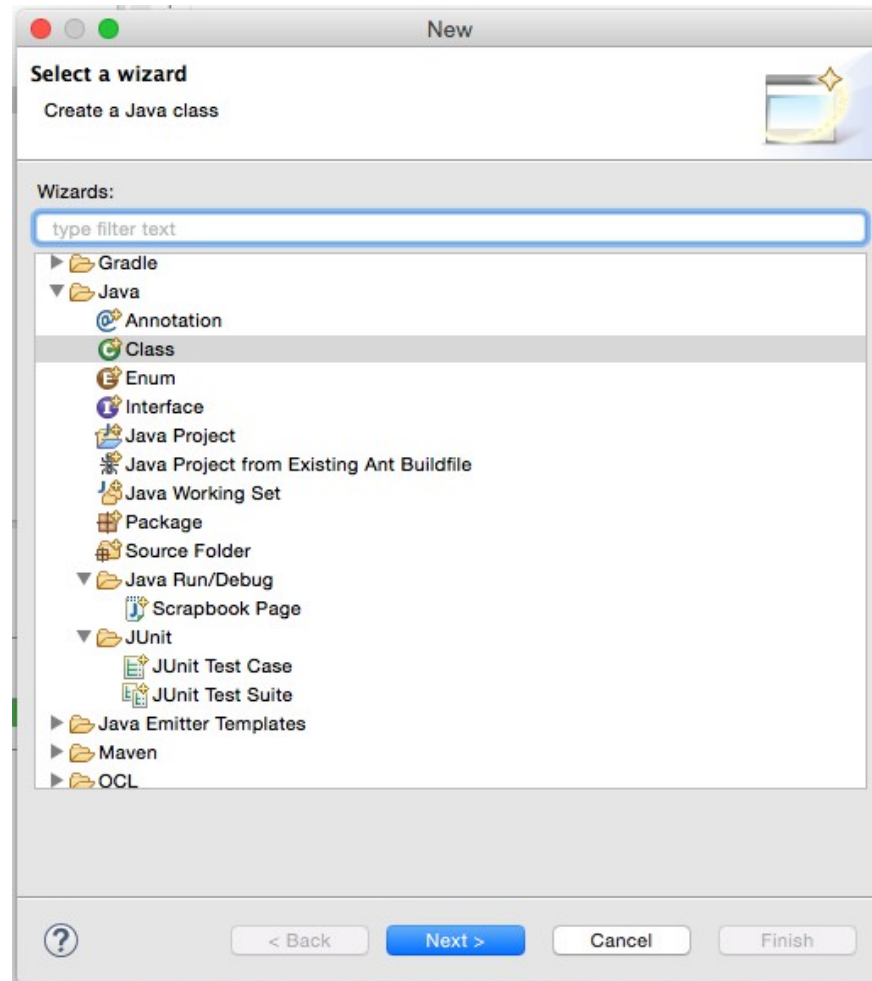 New
Select a wizard
Create a Java class
Wizards:
type filter text
Gradle
Java
Annotation
Class
Enum
Interface
Java Project
Java Project from Existing Ant Buildfile
Java Working Set
Package
Source Folder
Java Run/Debug
Scrapbook Page
JUnit
JUnit Test Case
JUnit Test Suite
Java Emitter Templates
Maven
OCL
? < Back Next > Cancel Finish